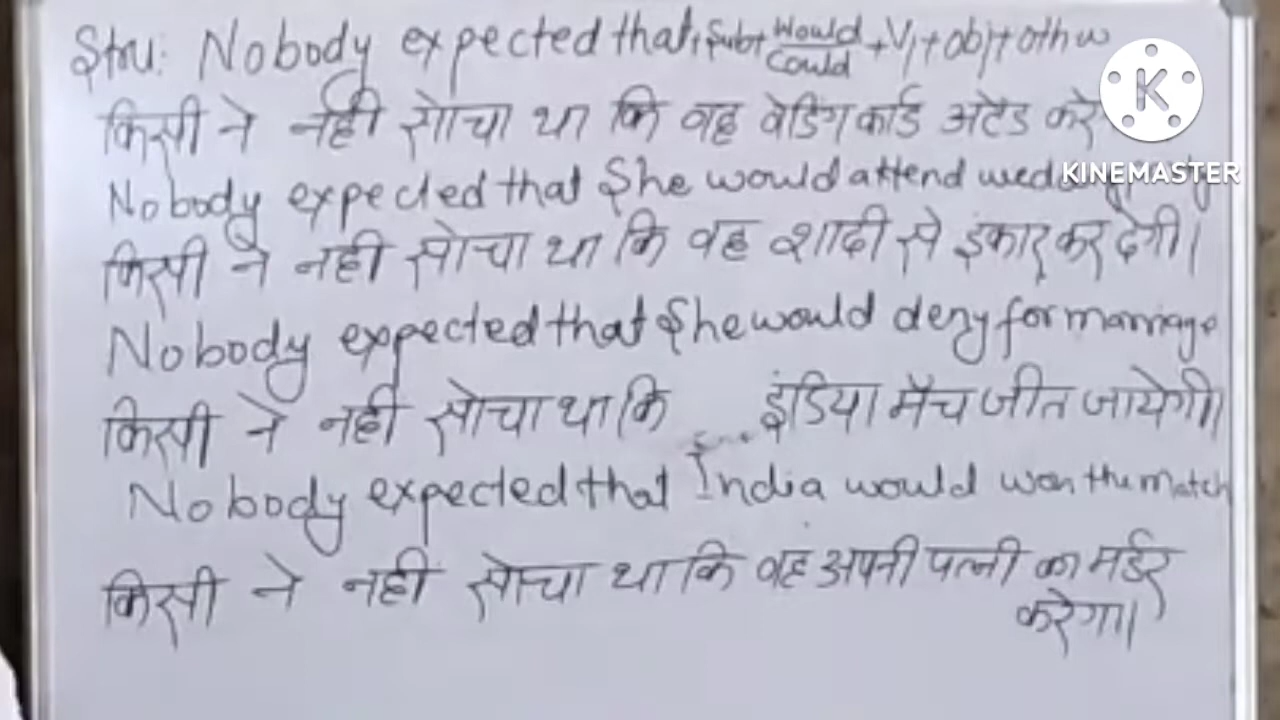 Stru: Nobody expected that + Sub + Would/Could + V1 + obj + oth w
किसी ने नही सोचा था कि वह वेडिंग कार्ड अटेंड करे
Nobody expected that She would attend wedding
किसी ने नही सोचा था कि वह शादी से इंकार कर देगी।
Nobody expected that She would deny for marriage
किसी ने नही सोचा था कि इंडिया मैच जीत जायेगी।
Nobody expected that India would won the match
किसी ने नही सोचा था कि वह अपनी पत्नी का मर्डर
करेगा।
K
KINEMASTER